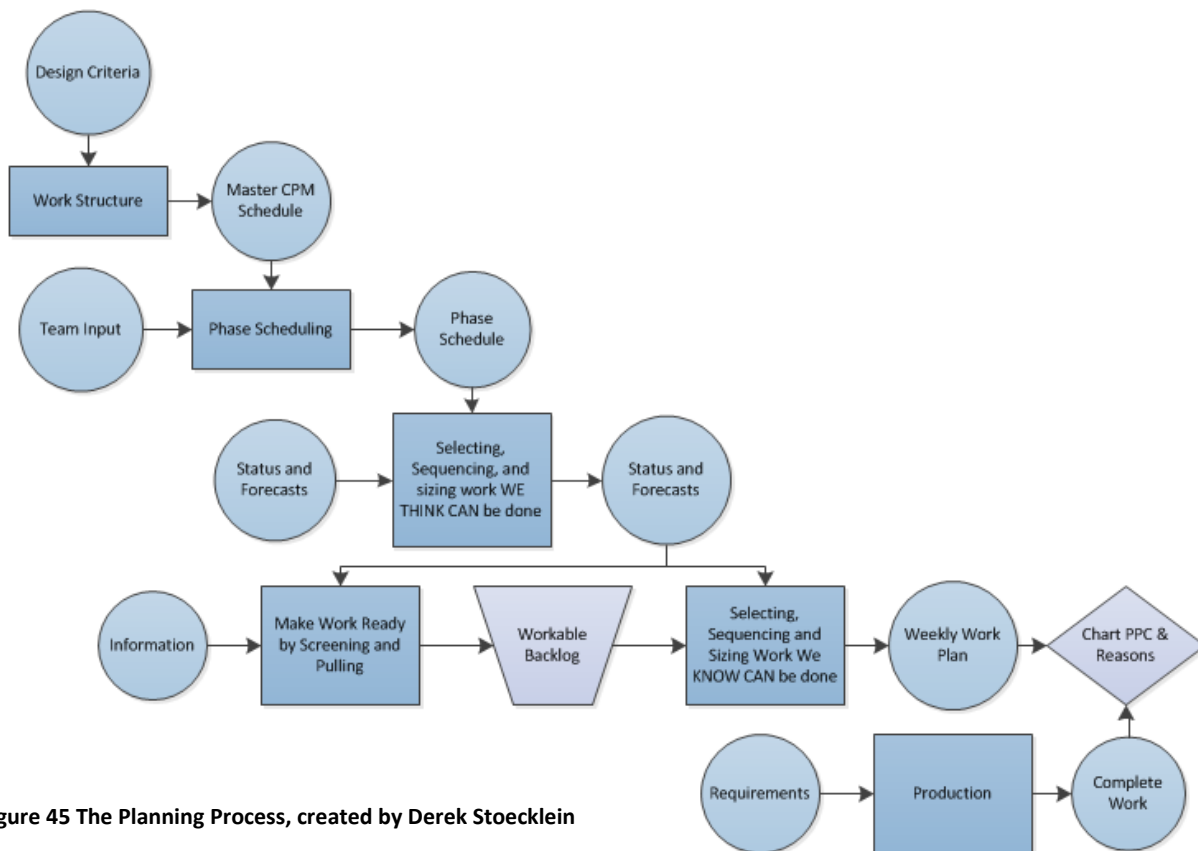 Design Criteria
Work Structure
Master CPM
Schedule
Team Input
Phase Scheduling
Phase
Schedule
Status and
Forecasts
Selecting,
Sequencing, and
sizing work WE
THINK CAN be done
Status and
Forecasts
Information
Make Work Ready
by Screening and
Pulling
Workable
Backlog
Selecting,
Sequencing and
Sizing Work We
KNOW CAN be done
Weekly Work
Plan
Chart PPC &
Reasons
Requirements
Production
Complete
Work
gure 45 The Planning Process, created by Derek Stoecklein